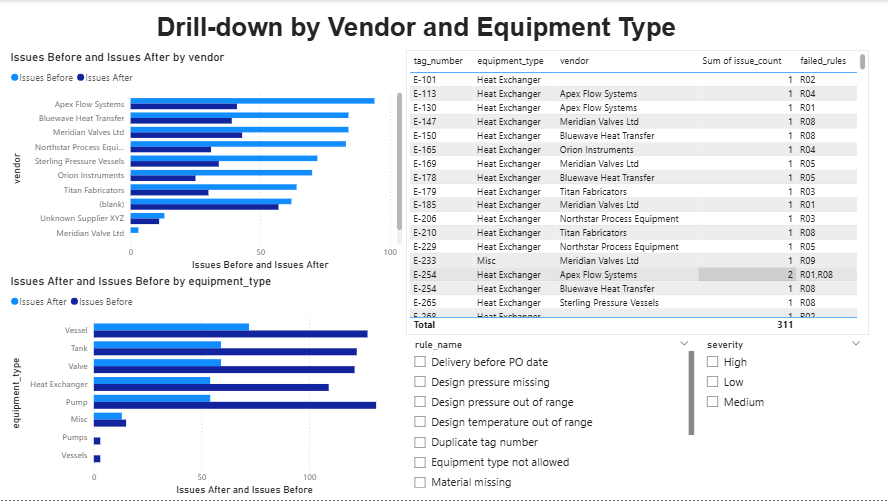 Drill-down by Vendor and Equipment Type
Issues Before and Issues After by vendor
Issues Before Issues After
vendor
Apex Flow Systems
Bluewave Heat Transfer
Meridian Valves Ltd
Northstar Process Equi...
Sterling Pressure Vessels
Orion Instruments
Titan Fabricators
(blank)
Unknown Supplier XYZ
Meridian Valve Ltd
0 50 100
Issues Before and Issues After
Issues After and Issues Before by equipment_type
Issues After Issues Before
equipment_type
Vessel
Tank
Valve
Heat Exchanger
Pump
Misc
Pumps
Vessels
0 50 100
Issues After and Issues Before
tag_number equipment_type vendor Sum of issue_count failed_rules
E-101 Heat Exchanger 1 R02
E-113 Heat Exchanger Apex Flow Systems 1 R04
E-130 Heat Exchanger Apex Flow Systems 1 R01
E-147 Heat Exchanger Meridian Valves Ltd 1 R08
E-150 Heat Exchanger Bluewave Heat Transfer 1 R08
E-165 Heat Exchanger Orion Instruments 1 R04
E-169 Heat Exchanger Meridian Valves Ltd 1 R05
E-178 Heat Exchanger Bluewave Heat Transfer 1 R05
E-179 Heat Exchanger Titan Fabricators 1 R03
E-185 Heat Exchanger Meridian Valves Ltd 1 R01
E-206 Heat Exchanger Northstar Process Equipment 1 R03
E-210 Heat Exchanger Titan Fabricators 1 R08
E-229 Heat Exchanger Northstar Process Equipment 1 R05
E-233 Misc Meridian Valves Ltd 1 R09
E-254 Heat Exchanger Apex Flow Systems 2 R01,R08
E-254 Heat Exchanger Bluewave Heat Transfer 1 R08
E-265 Heat Exchanger Sterling Pressure Vessels 1 R08
E-268 Heat Exchanger 1 R02
Total 311
rule_name
Delivery before PO date
Design pressure missing
Design pressure out of range
Design temperature out of range
Duplicate tag number
Equipment type not allowed
Material missing
severity
High
Low
Medium